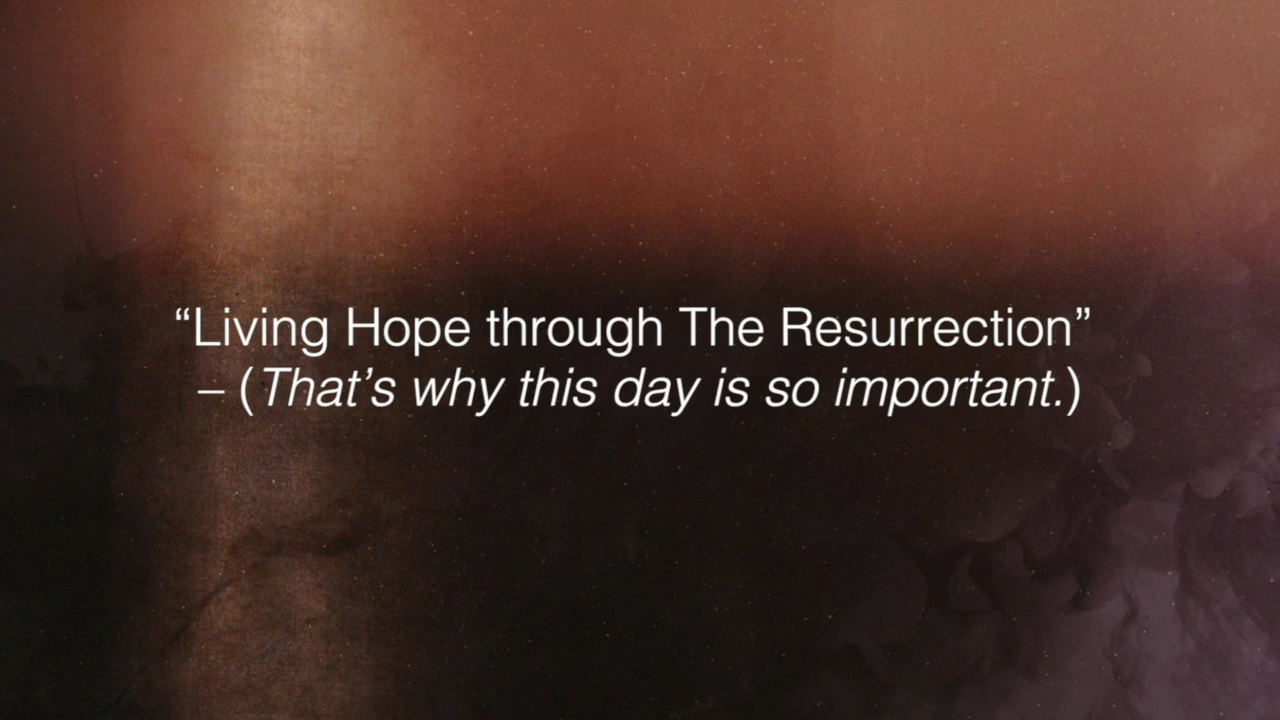 “Living Hope through The Resurrection”
– (That’s why this day is so important.)